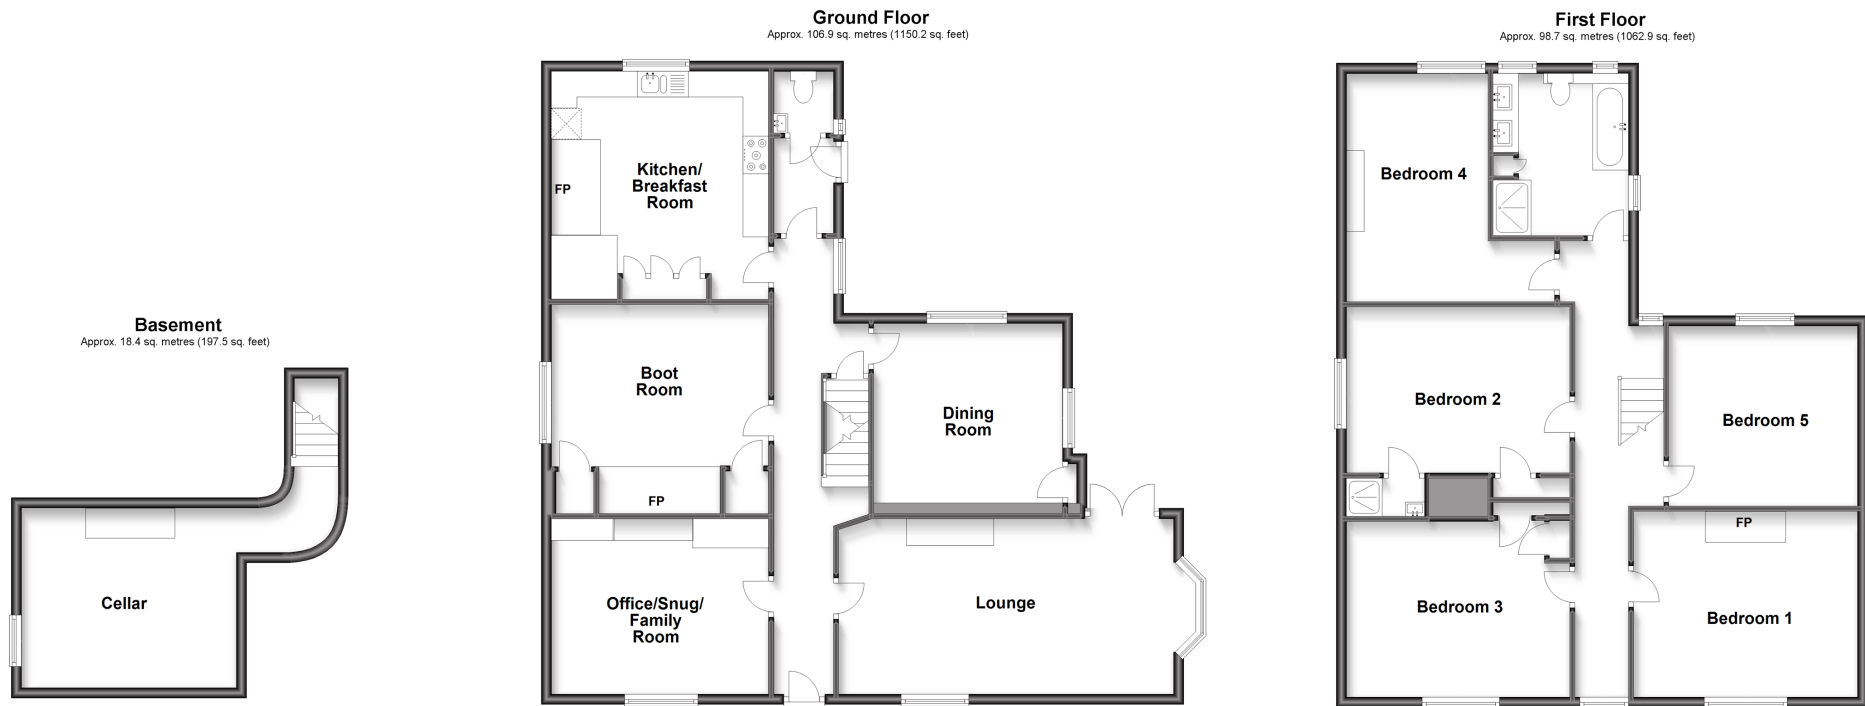 Ground Floor
Approx. 106.9 sq. metres (1150.2 sq. feet)
First Floor
Approx. 98.7 sq. metres (1062.9 sq. feet)
Basement
Approx. 18.4 sq. metres (197.5 sq. feet)
Cellar
Kitchen/
Breakfast
Room
FP
Boot
Room
FP
Dining
Room
Office/Snug/
Family
Room
Lounge
Bedroom 4
Bedroom 2
Bedroom 5
Bedroom 3
FP
Bedroom 1